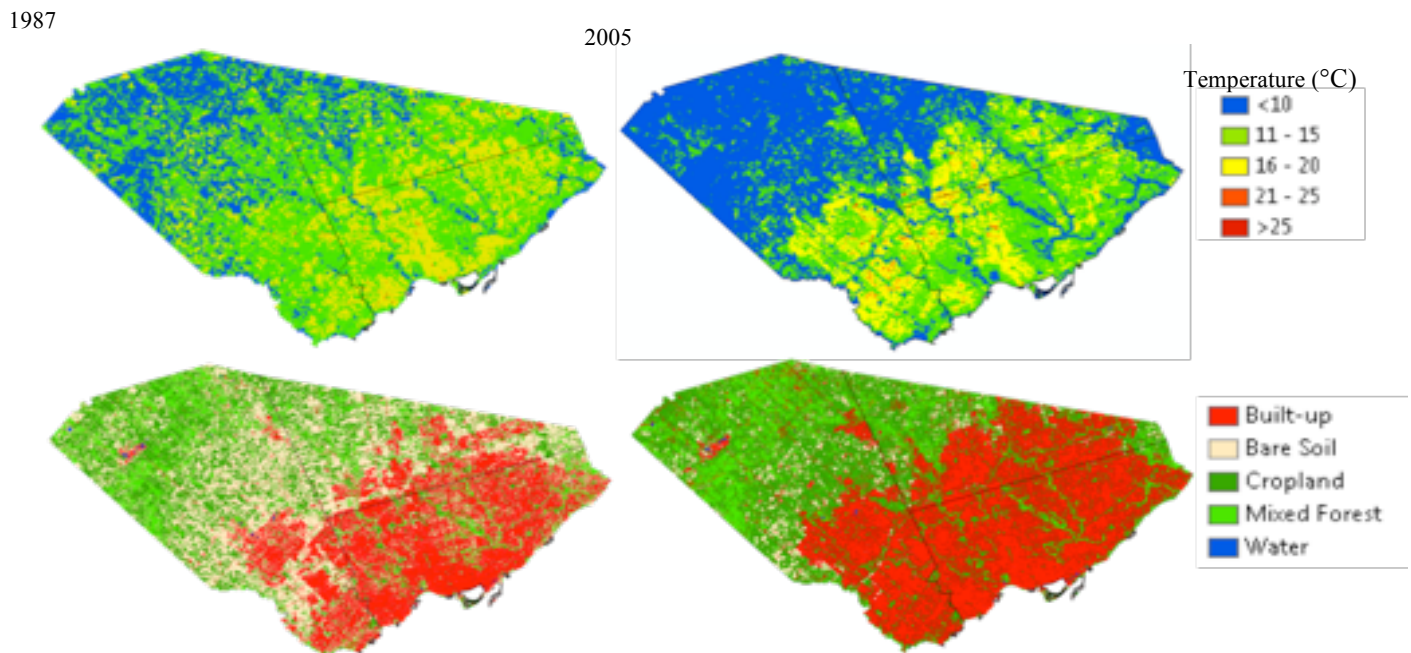 1987
2005
Temperature (°C)
<10
11 - 15
16 - 20
21 - 25
>25
Built-up
Bare Soil
Cropland
Mixed Forest
Water